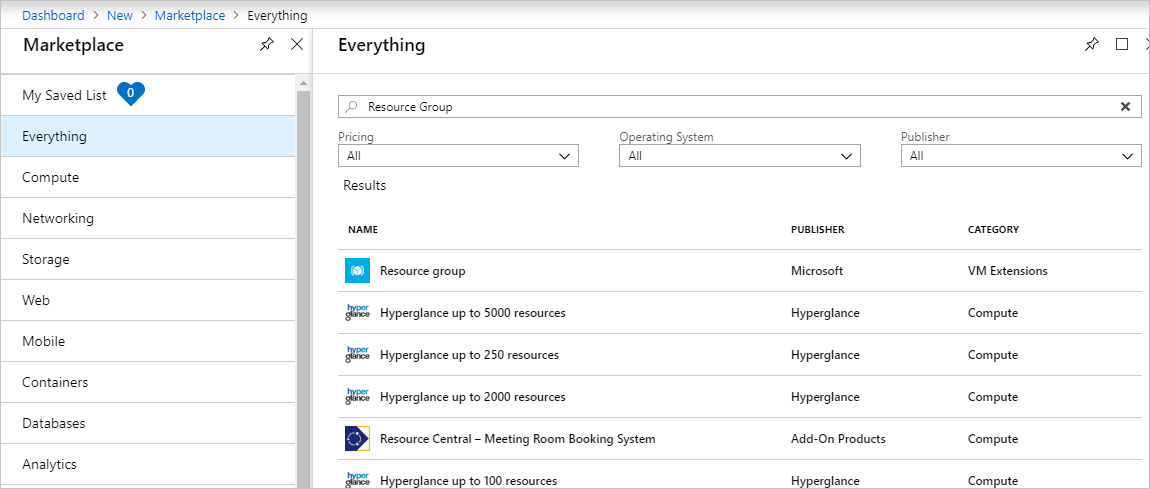 Dashboard > New > Marketplace > Everything
Marketplace
My Saved List 0
Everything
Compute
Networking
Storage
Web
Mobile
Containers
Databases
Analytics
Everything
Resource Group
Pricing Operating System Publisher
All All All
Results
NAME PUBLISHER CATEGORY
Resource group Microsoft VM Extensions
hyper glance Hyperglance up to 5000 resources Hyperglance Compute
hyper glance Hyperglance up to 250 resources Hyperglance Compute
hyper glance Hyperglance up to 2000 resources Hyperglance Compute
Resource Central – Meeting Room Booking System Add-On Products Compute
hyper glance Hyperglance up to 100 resources Hyperglance Compute